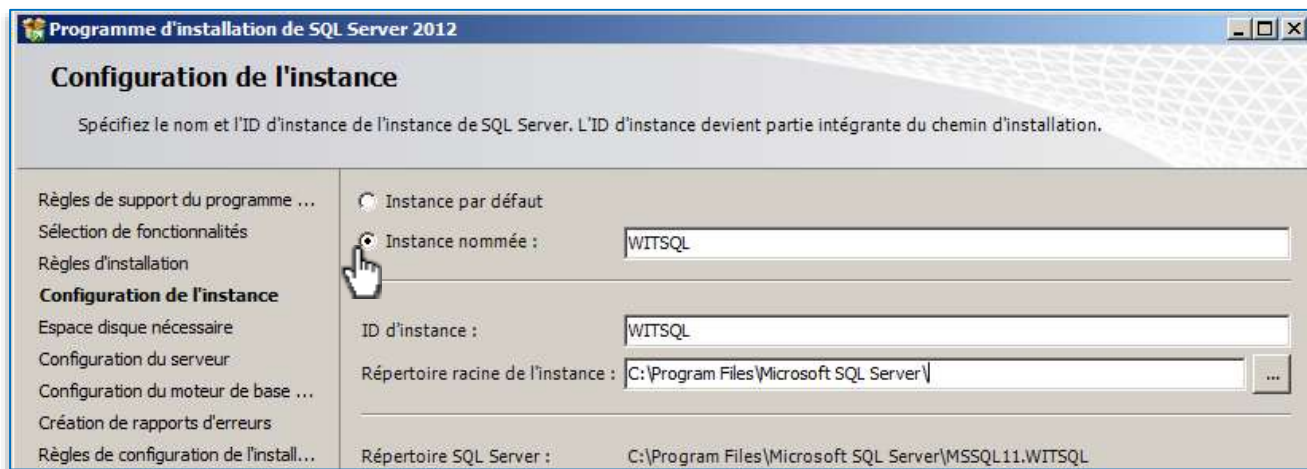 Programme d'installation de SQL Server 2012
Configuration de l'instance
Spécifiez le nom et l'ID d'instance de l'instance de SQL Server. L'ID d'instance devient partie intégrante du chemin d'installation.
Règles de support du programme ...
Sélection de fonctionnalités
Règles d'installation
Configuration de l'instance
Espace disque nécessaire
Configuration du serveur
Configuration du moteur de base ...
Création de rapports d'erreurs
Règles de configuration de l'install...
Instance par défaut
Instance nommée : WITSQL
ID d'instance : WITSQL
Répertoire racine de l'instance : C:\Program Files\Microsoft SQL Server\ ...
Répertoire SQL Server : C:\Program Files\Microsoft SQL Server\MSSQL11.WITSQL